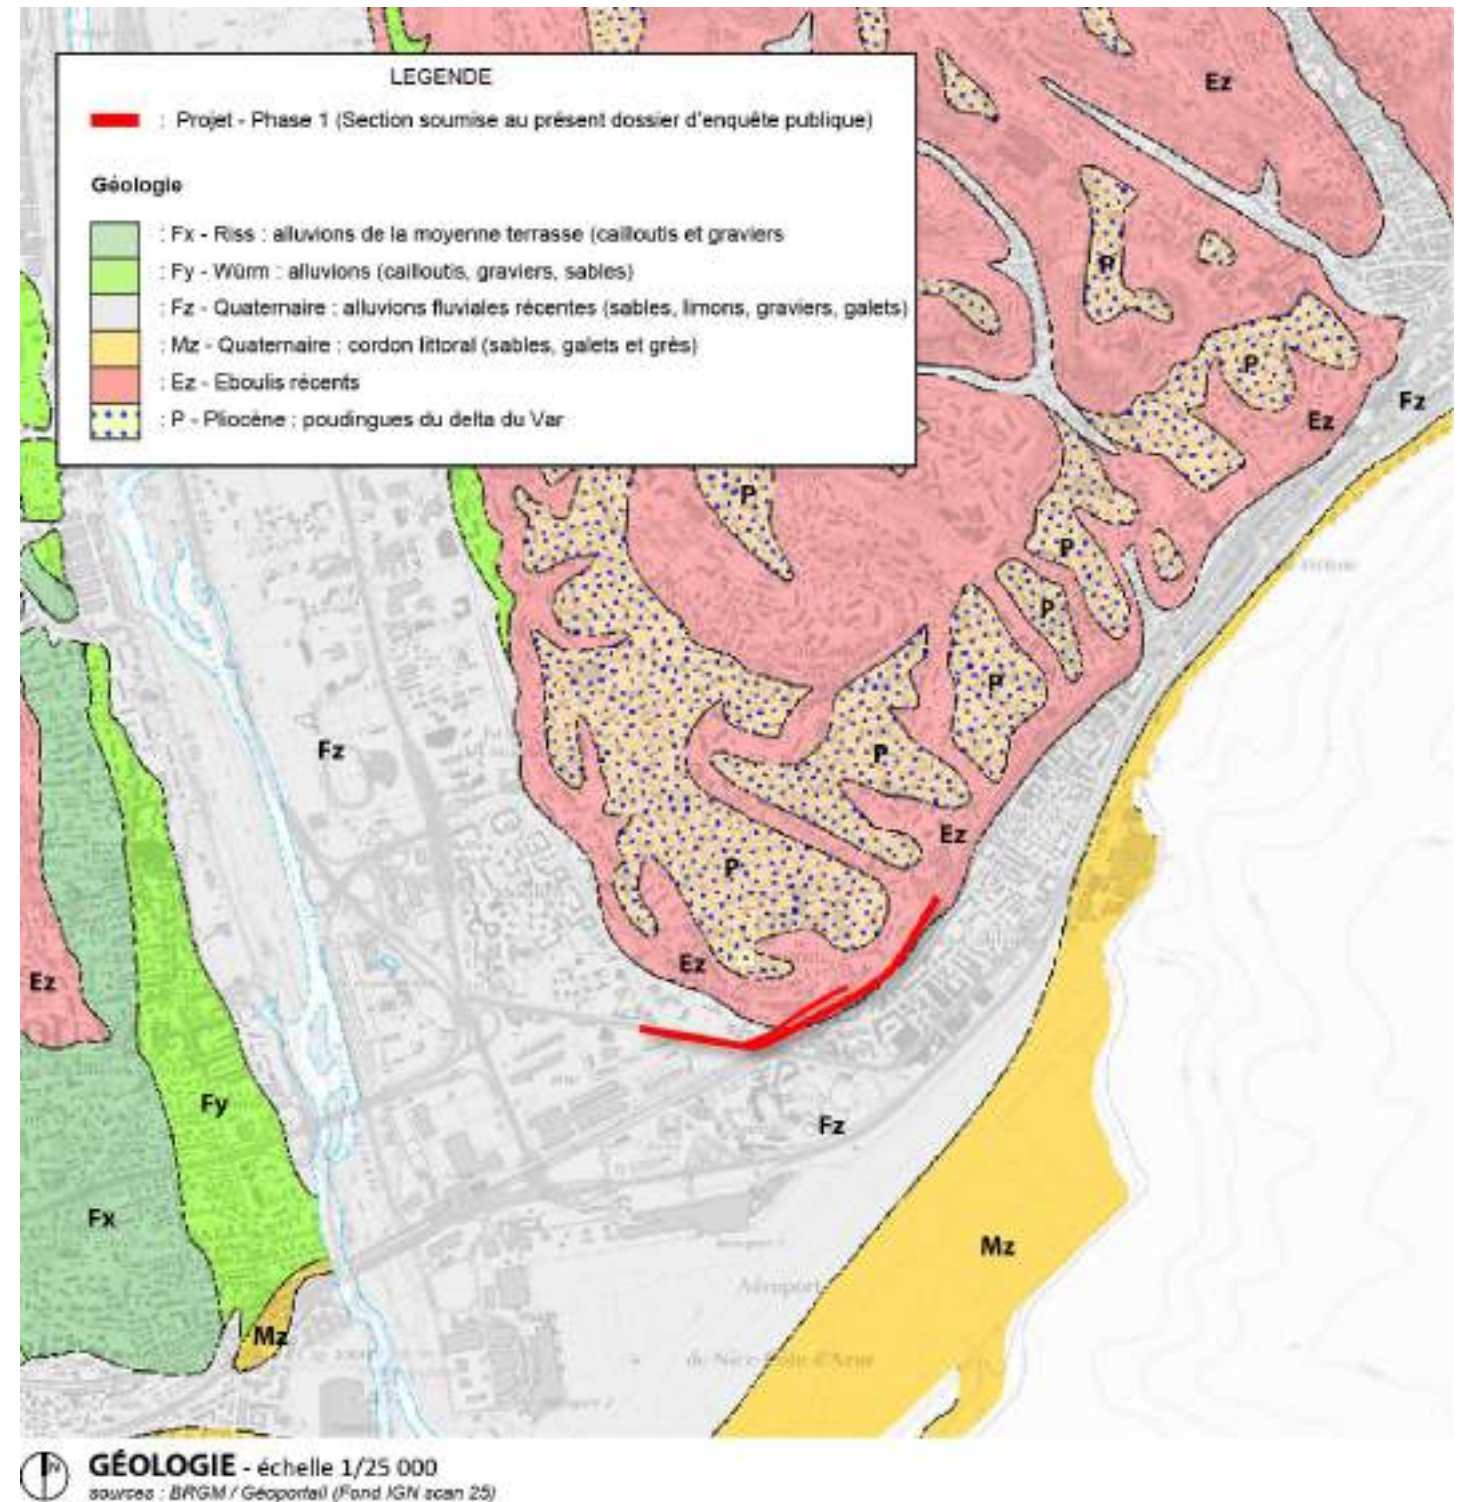 LEGENDE
: Projet - Phase 1 (Section soumise au présent dossier d'enquête publique)
Géologie
: Fx - Riss : alluvions de la moyenne terrasse (cailloutis et graviers
: Fy - Würm : alluvions (cailloutis, graviers, sables)
: Fz - Quaternaire : alluvions fluviales récentes (sables, limons, graviers, galets)
: Mz - Quaternaire : cordon littoral (sables, galets et grès)
: Ez - Eboulis récents
: P - Pliocène : poudingues du delta du Var
Ez
P
P
Ez
Fz
P
P
P
P
P
Fz
Ez
P
Ez
Ez
Fy
Fz
Fx
Mz
Aéroport
de Nice-Côte d'Azur
Mz
N
GÉOLOGIE - échelle 1/25 000
sources : BRGM / Géoportail (Fond IGN scan 25)